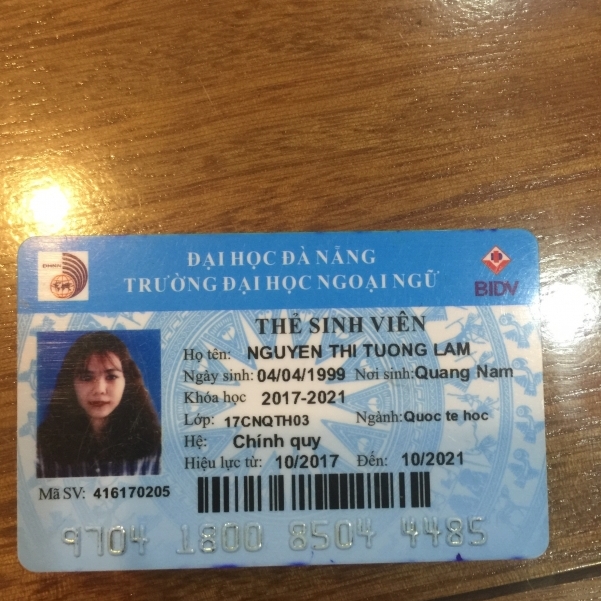 ĐẠI HỌC ĐÀ NẴNG
TRƯỜNG ĐẠI HỌC NGOẠI NGỮ
BIDV
THẺ SINH VIÊN
Họ tên: NGUYEN THI TUONG LAM
Ngày sinh: 04/04/1999 Nơi sinh: Quang Nam
Khóa học 2017-2021
Lớp: 17CNQTH03 Ngành: Quoc te hoc
Hệ: Chính quy
Hiệu lực từ: 10/2017 Đến: 10/2021
Mã SV: 416170205
9704 1800 8504 4485